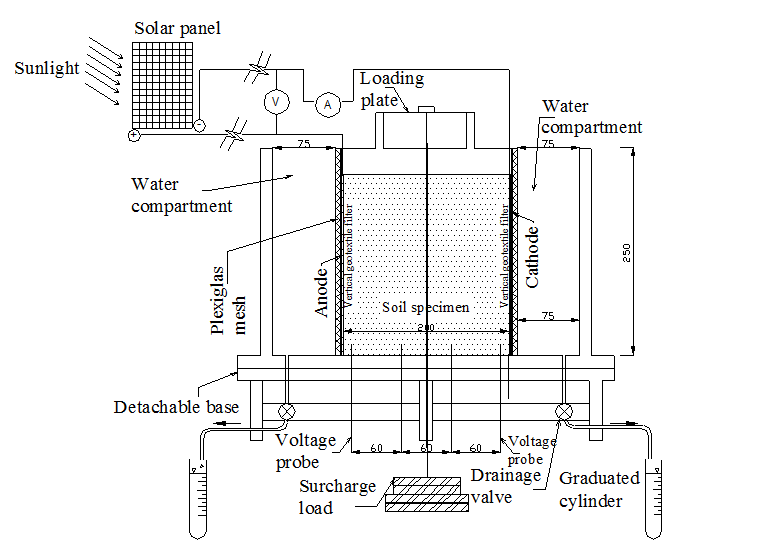 Solar panel
Sunlight
Loading
plate
V
A
-
+
Water
compartment
75
75
Water
compartment
Plexiglas
mesh
Anode
Vertical geotextile filter
Vertical geotextile filter
Cathode
250
Soil specimen
200
75
Detachable base
Voltage
probe
60
60
60
Voltage
probe
Surcharge
load
Drainage
valve
Graduated
cylinder